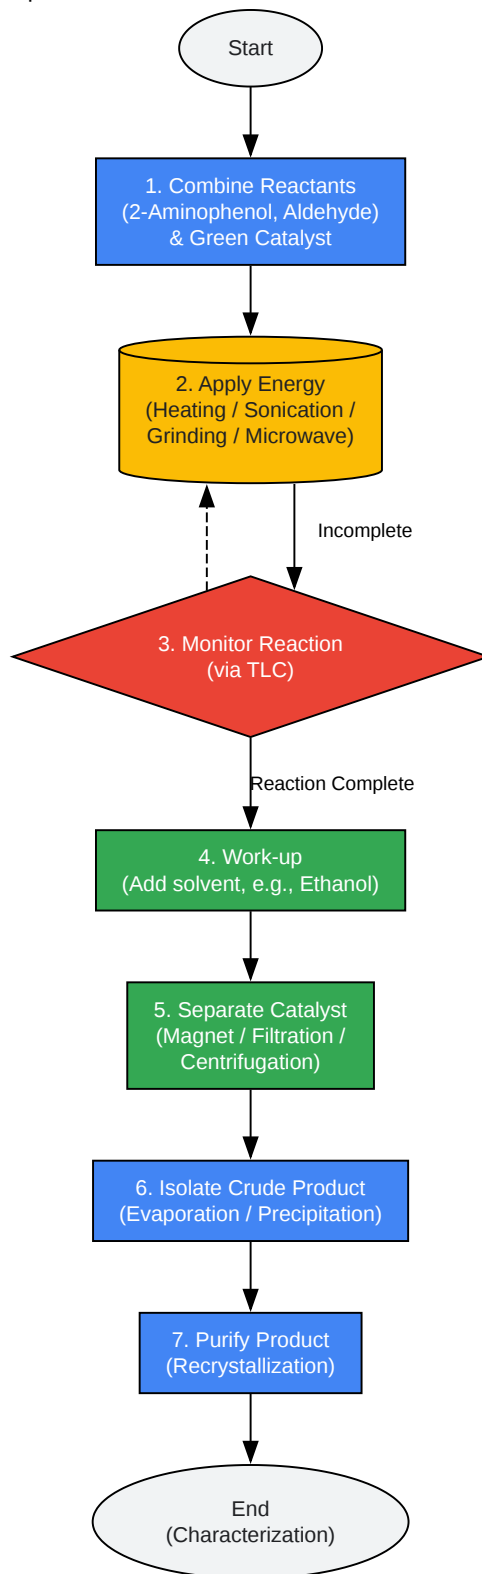 Start
1. Combine Reactants
(2-Aminophenol, Aldehyde)
& Green Catalyst
2. Apply Energy
(Heating / Sonication /
Grinding / Microwave)
Incomplete
3. Monitor Reaction
(via TLC)
Reaction Complete
4. Work-up
(Add solvent, e.g., Ethanol)
5. Separate Catalyst
(Magnet / Filtration /
Centrifugation)
6. Isolate Crude Product
(Evaporation / Precipitation)
7. Purify Product
(Recrystallization)
End
(Characterization)